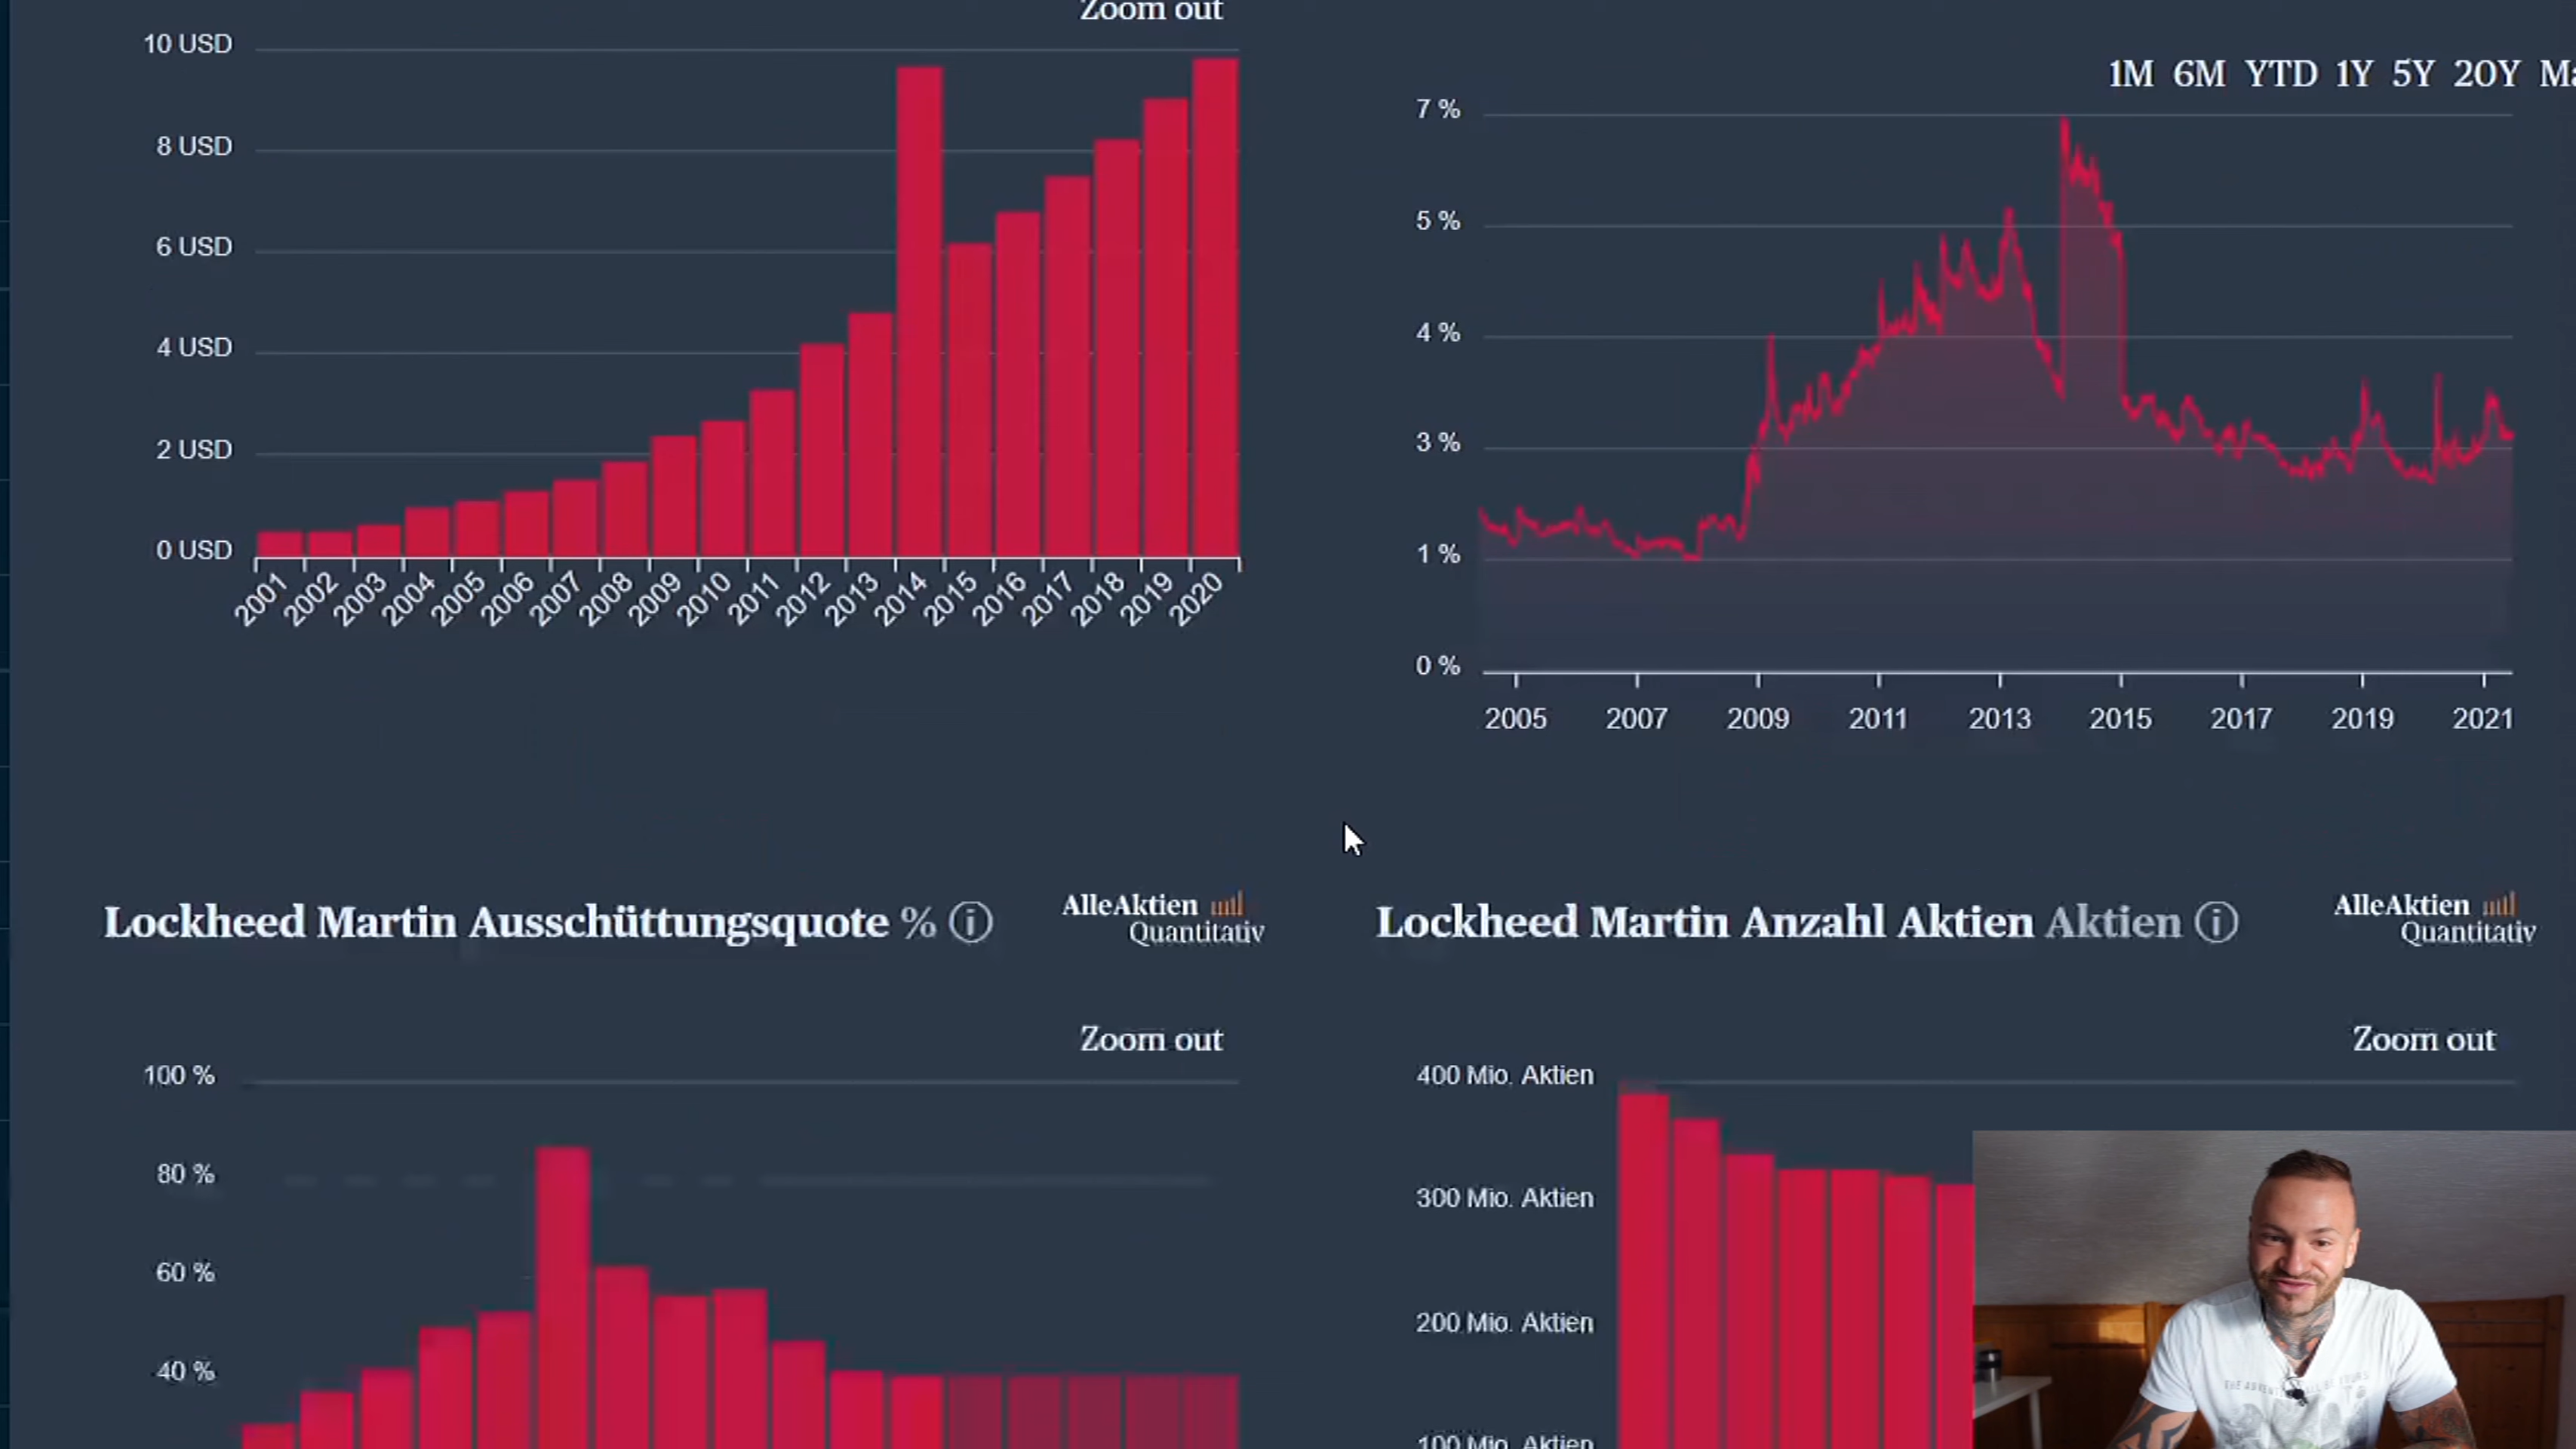 Zoom out
10 USD
8 USD
6 USD
4 USD
2 USD
0 USD
2001 2002 2003 2004 2005 2006 2007 2008 2009 2010 2011 2012 2013 2014 2015 2016 2017 2018 2019 2020
1M 6M YTD 1Y 5Y 20Y Ma
7 %
5 %
4 %
3 %
1 %
0 %
2005 2007 2009 2011 2013 2015 2017 2019 2021
Lockheed Martin Ausschüttungsquote %
AlleAktien
Quantitativ
Zoom out
100 %
80 %
60 %
40 %
Lockheed Martin Anzahl Aktien Aktien
AlleAktien
Quantitativ
Zoom out
400 Mio. Aktien
300 Mio. Aktien
200 Mio. Aktien
100 Mio. Aktien